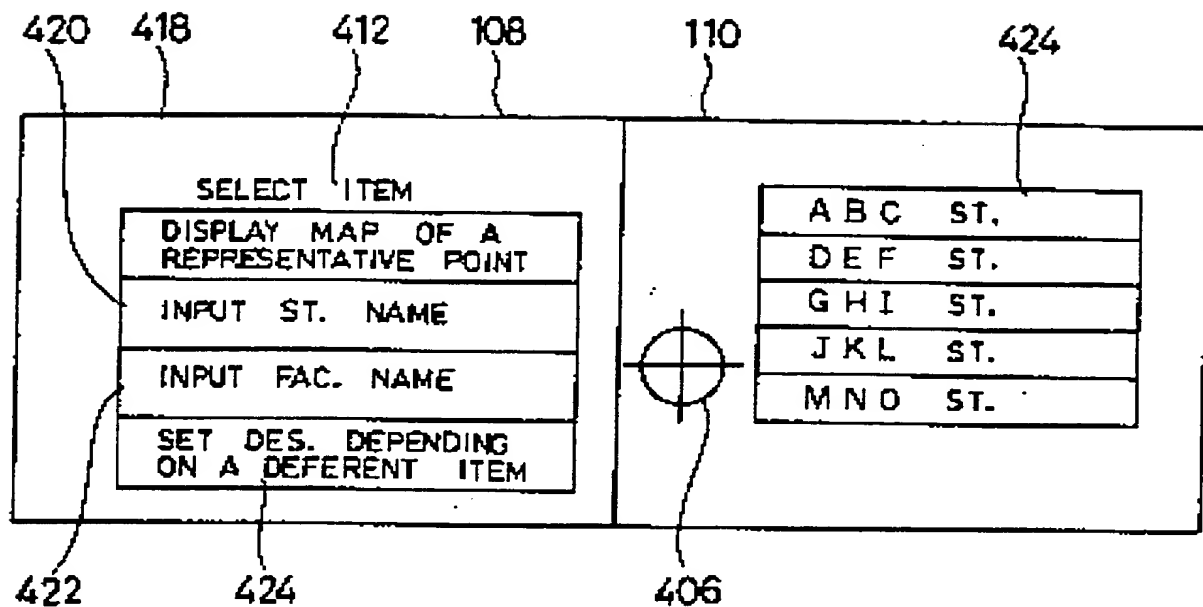 420 418 412 108 110 424
SELECT ITEM
DISPLAY MAP OF A
REPRESENTATIVE POINT
INPUT ST. NAME
INPUT FAC. NAME
SET DES. DEPENDING
ON A DEFERENT ITEM
ABC ST.
DEF ST.
GHI ST.
JKL ST.
MNO ST.
422 424 406